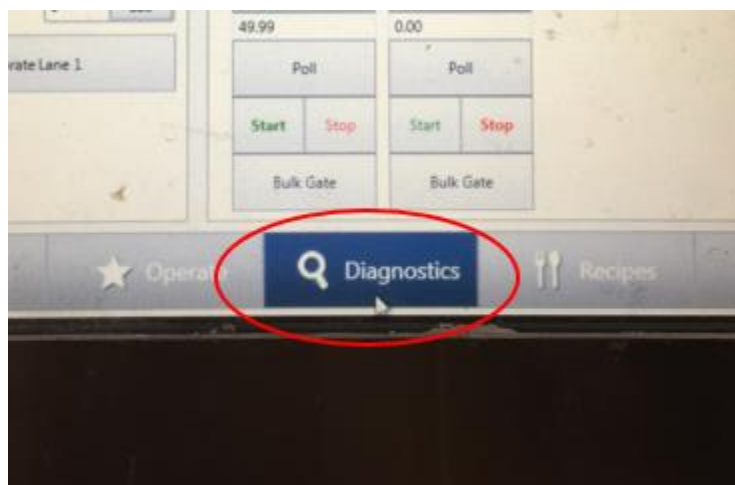 49.99 0.00
rate Lane 1 Poll Poll
Start Stop Start Stop
Bulk Gate Bulk Gate
Operate Diagnostics Recipes